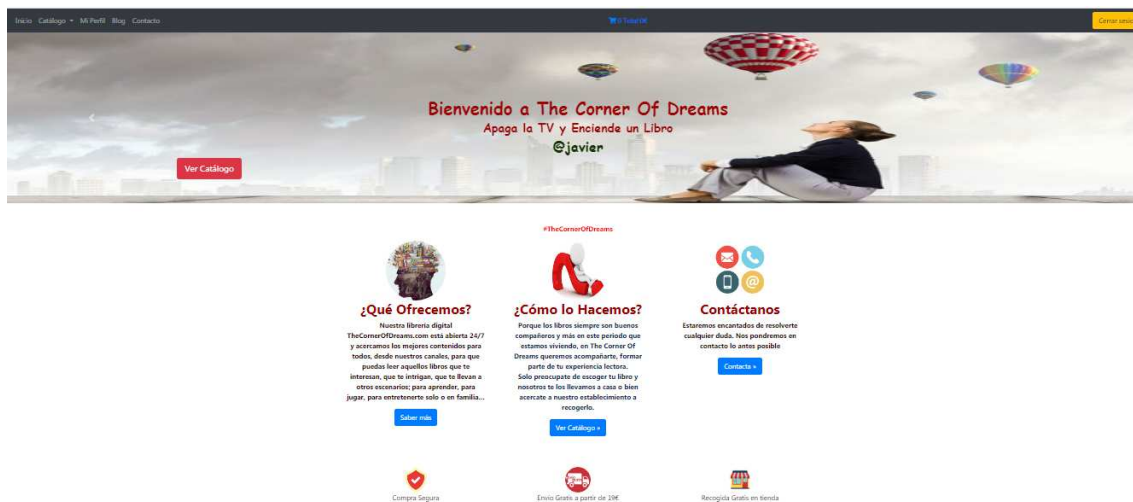 Inicio Catálogo Mi Perfil Blog Contacto
Cerrar sesió
Bienvenido a The Corner Of Dreams
Apaga la TV y Enciende un Libro
@javier
Ver Catálogo
#TheCornerOfDreams
¿Qué Ofrecemos?
Nuestra librería digital
TheCornerOfDreams.com está abierta 24/7
y acercamos los mejores contenidos para
todos, desde nuestros canales, para que
puedas leer aquellos libros que te
interesan, que te intrigan, que te llevan a
otros escenarios; para aprender, para
jugar, para entretenerte solo o en familia...
Saber más
¿Cómo lo Hacemos?
Porque los libros siempre son buenos
compañeros y más en este periodo que
estamos viviendo, en The Corner Of
Dreams queremos acompañarte, formar
parte de tu experiencia lectora.
Solo preocupate de escoger tu libro y
nosotros te los llevamos a casa o bien
acercate a nuestro establecimiento a
recogerlo.
Ver Catálogo »
Contáctanos
Estaremos encantados de resolverte
cualquier duda. Nos pondremos en
contacto lo antes posible
Contacta »
Compra Segura
Envio Gratis a partir de 19€
Recogida Gratis en tienda